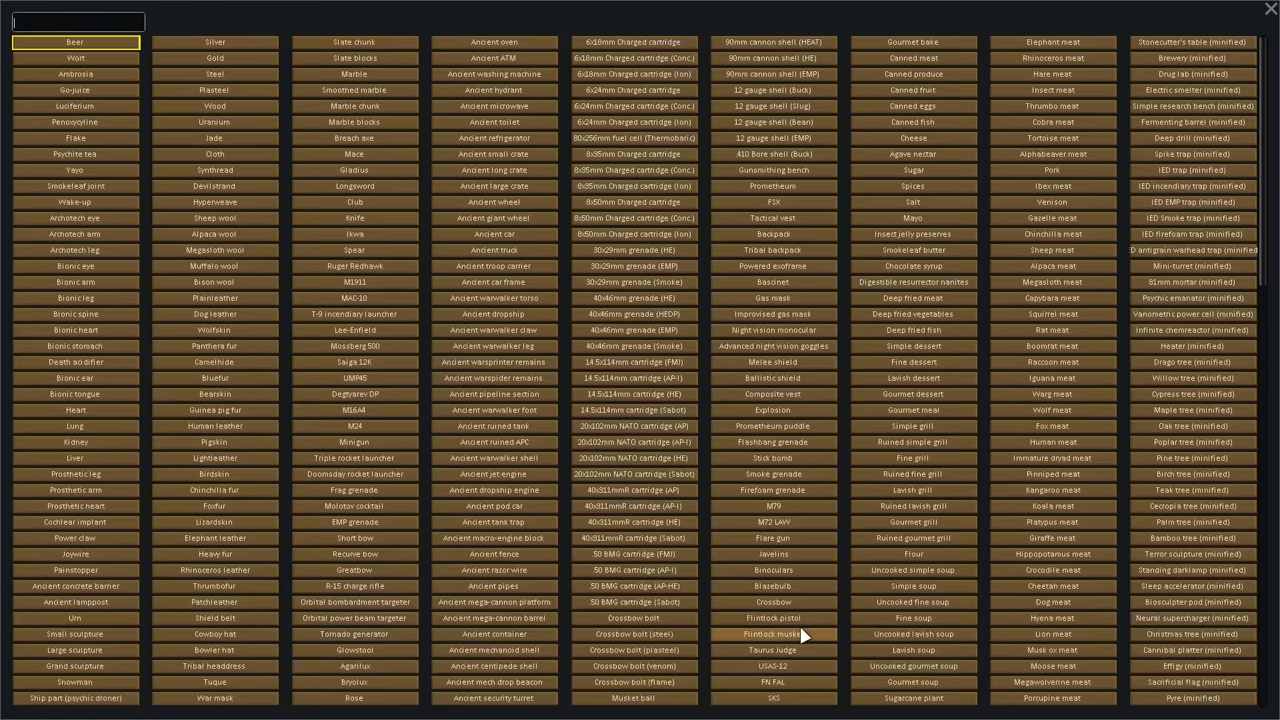 Beer
Wort
Ambrosia
Go-juice
Luciferium
Penoxycyline
Flake
Psychite tea
Yayo
Smokeleaf joint
Wake-up
Archotech eye
Archotech arm
Archotech leg
Bionic eye
Bionic arm
Bionic leg
Bionic spine
Bionic heart
Bionic stomach
Death acidifier
Bionic ear
Bionic tongue
Heart
Lung
Kidney
Liver
Prosthetic leg
Prosthetic arm
Prosthetic heart
Cochlear implant
Power claw
Joywire
Painstopper
Ancient concrete barrier
Ancient lamppost
Urn
Small sculpture
Large sculpture
Grand sculpture
Snowman
Ship part (psychic droner)
Silver
Gold
Steel
Plasteel
Wood
Uranium
Jade
Cloth
Synthread
Devilstrand
Hyperweave
Sheep wool
Alpaca wool
Megasloth wool
Muffalo wool
Bison wool
Plainleather
Dog leather
Wolfskin
Panthera fur
Camelhide
Bluefur
Bearskin
Guinea pig fur
Human leather
Pigskin
Lightleather
Birdskin
Chinchilla fur
Foxfur
Lizardskin
Elephant leather
Heavy fur
Rhinoceros leather
Thrumbofur
Patchleather
Shield belt
Cowboy hat
Bowler hat
Tribal headdress
Tuque
War mask
Slate chunk
Slate blocks
Marble
Smoothed marble
Marble chunk
Marble blocks
Breach axe
Mace
Gladius
Longsword
Club
Knife
Ikwa
Spear
Ruger Redhawk
M1911
MAC-10
T-9 incendiary launcher
Lee-Enfield
Mossberg 500
Saiga 12K
UMP45
Degtyarev DP
M16A4
M24
Minigun
Triple rocket launcher
Doomsday rocket launcher
Frag grenade
Molotov cocktail
EMP grenade
Short bow
Recurve bow
Greatbow
R-15 charge rifle
Orbital bombardment targeter
Orbital power beam targeter
Tornado generator
Glowstool
Agarilux
Bryolux
Rose
Ancient oven
Ancient ATM
Ancient washing machine
Ancient hydrant
Ancient microwave
Ancient toilet
Ancient refrigerator
Ancient small crate
Ancient long crate
Ancient large crate
Ancient wheel
Ancient giant wheel
Ancient car
Ancient truck
Ancient troop carrier
Ancient car frame
Ancient warwalker torso
Ancient dropship
Ancient warwalker claw
Ancient warwalker leg
Ancient warsprinter remains
Ancient warspider remains
Ancient pipeline section
Ancient warwalker foot
Ancient ruined tank
Ancient ruined APC
Ancient warwalker shell
Ancient jet engine
Ancient dropship engine
Ancient pod car
Ancient tank trap
Ancient macro-engine block
Ancient fence
Ancient razor wire
Ancient pipes
Ancient mega-cannon platform
Ancient mega-cannon barrel
Ancient container
Ancient mechanoid shell
Ancient centipede shell
Ancient mech drop beacon
Ancient security turret
6x18mm Charged cartridge
6x18mm Charged cartridge (Conc.)
6x18mm Charged cartridge (Ion)
6x24mm Charged cartridge
6x24mm Charged cartridge (Conc.)
6x24mm Charged cartridge (Ion)
80x256mm fuel cell (Thermobaric)
8x35mm Charged cartridge
8x35mm Charged cartridge (Conc.)
8x35mm Charged cartridge (Ion)
8x50mm Charged cartridge
8x50mm Charged cartridge (Conc.)
8x50mm Charged cartridge (Ion)
30x29mm grenade (HE)
30x29mm grenade (EMP)
30x29mm grenade (Smoke)
40x46mm grenade (HE)
40x46mm grenade (HEDP)
40x46mm grenade (EMP)
40x46mm grenade (Smoke)
14.5x114mm cartridge (FMJ)
14.5x114mm cartridge (AP-I)
14.5x114mm cartridge (HE)
14.5x114mm cartridge (Sabot)
20x102mm NATO cartridge (AP)
20x102mm NATO cartridge (AP-I)
20x102mm NATO cartridge (HE)
20x102mm NATO cartridge (Sabot)
40x311mmR cartridge (AP)
40x311mmR cartridge (AP-I)
40x311mmR cartridge (HE)
40x311mmR cartridge (Sabot)
.50 BMG cartridge (FMJ)
.50 BMG cartridge (AP-I)
.50 BMG cartridge (AP-HE)
.50 BMG cartridge (Sabot)
Crossbow bolt
Crossbow bolt (steel)
Crossbow bolt (plasteel)
Crossbow bolt (venom)
Crossbow bolt (flame)
Musket ball
90mm cannon shell (HEAT)
90mm cannon shell (HE)
90mm cannon shell (EMP)
12 gauge shell (Buck)
12 gauge shell (Slug)
12 gauge shell (Bean)
12 gauge shell (EMP)
.410 Bore shell (Buck)
Gunsmithing bench
Prometheum
FSX
Tactical vest
Backpack
Tribal backpack
Powered exoframe
Bascinet
Gas mask
Improvised gas mask
Night vision monocular
Advanced night vision goggles
Melee shield
Ballistic shield
Composite vest
Explosion
Prometheum puddle
Flashbang grenade
Stick bomb
Smoke grenade
Firefoam grenade
M79
M72 LAW
Flare gun
Javelins
Binoculars
Blazebulb
Crossbow
Flintlock pistol
Flintlock musket
Taurus Judge
USAS-12
FN FAL
SKS
Gourmet bake
Canned meat
Canned produce
Canned fruit
Canned eggs
Canned fish
Cheese
Agave nectar
Sugar
Spices
Salt
Mayo
Insect jelly preserves
Smokeleaf butter
Chocolate syrup
Digestible resurrector nanites
Deep fried meat
Deep fried vegetables
Deep fried fish
Simple dessert
Fine dessert
Lavish dessert
Gourmet dessert
Gourmet meal
Simple grill
Ruined simple grill
Fine grill
Ruined fine grill
Lavish grill
Ruined lavish grill
Gourmet grill
Ruined gourmet grill
Flour
Uncooked simple soup
Simple soup
Uncooked fine soup
Fine soup
Uncooked lavish soup
Lavish soup
Uncooked gourmet soup
Gourmet soup
Sugarcane plant
Elephant meat
Rhinoceros meat
Hare meat
Insect meat
Thrumbo meat
Cobra meat
Tortoise meat
Alphabeaver meat
Pork
Ibex meat
Venison
Gazelle meat
Chinchilla meat
Sheep meat
Alpaca meat
Megasloth meat
Capybara meat
Squirrel meat
Rat meat
Boomrat meat
Raccoon meat
Iguana meat
Warg meat
Wolf meat
Fox meat
Human meat
Immature dryad meat
Pinniped meat
Kangaroo meat
Koala meat
Platypus meat
Giraffe meat
Hippopotamus meat
Crocodile meat
Cheetah meat
Dog meat
Hyena meat
Lion meat
Musk ox meat
Moose meat
Megawolverine meat
Porcupine meat
Stonecutter's table (minified)
Brewery (minified)
Drug lab (minified)
Electric smelter (minified)
Simple research bench (minified)
Fermenting barrel (minified)
Deep drill (minified)
Spike trap (minified)
IED trap (minified)
IED incendiary trap (minified)
IED EMP trap (minified)
IED Smoke trap (minified)
IED firefoam trap (minified)
D antigrain warhead trap (minified)
Mini-turret (minified)
81mm mortar (minified)
Psychic emanator (minified)
Vanometric power cell (minified)
Infinite chemreactor (minified)
Heater (minified)
Drago tree (minified)
Willow tree (minified)
Cypress tree (minified)
Maple tree (minified)
Oak tree (minified)
Poplar tree (minified)
Pine tree (minified)
Birch tree (minified)
Teak tree (minified)
Cecropia tree (minified)
Palm tree (minified)
Bamboo tree (minified)
Terror sculpture (minified)
Standing darklamp (minified)
Sleep accelerator (minified)
Biosculpter pod (minified)
Neural supercharger (minified)
Christmas tree (minified)
Cannibal platter (minified)
Effigy (minified)
Sacrificial flag (minified)
Pyre (minified)